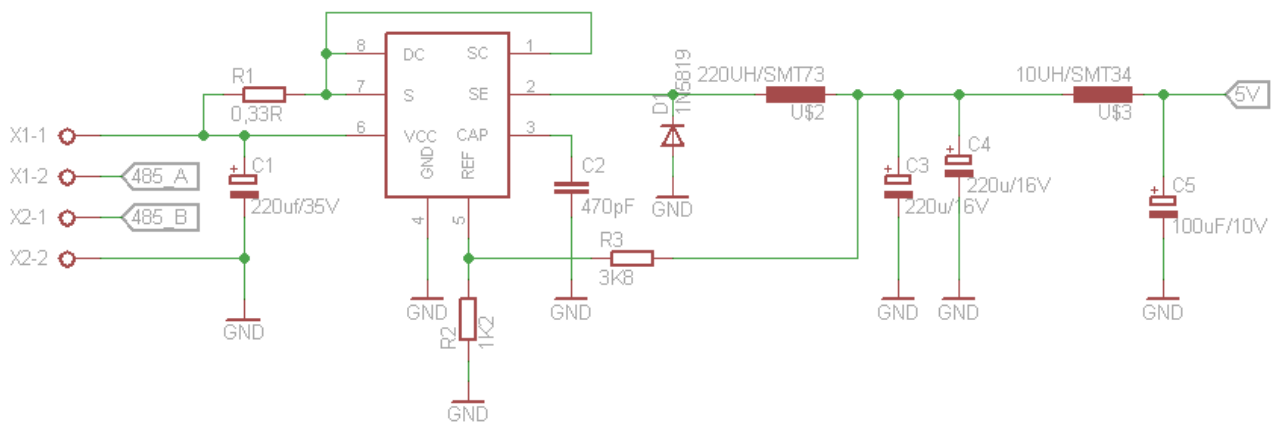 8
DC
SC
1
R1
7
S
SE
2
0,33R
D1
1N5819
220UH/SMT73
U$2
10UH/SMT34
U$3
5V
X1-1
6
VCC
CAP
3
GND
REF
4
5
X1-2
485_A
X2-1
485_B
X2-2
+
C1
220uf/35V
GND
C2
470pF
GND
GND
R3
3K8
R2
1K2
GND
GND
+
C3
220u/16V
GND
+
C4
220u/16V
GND
+
C5
100uF/10V
GND